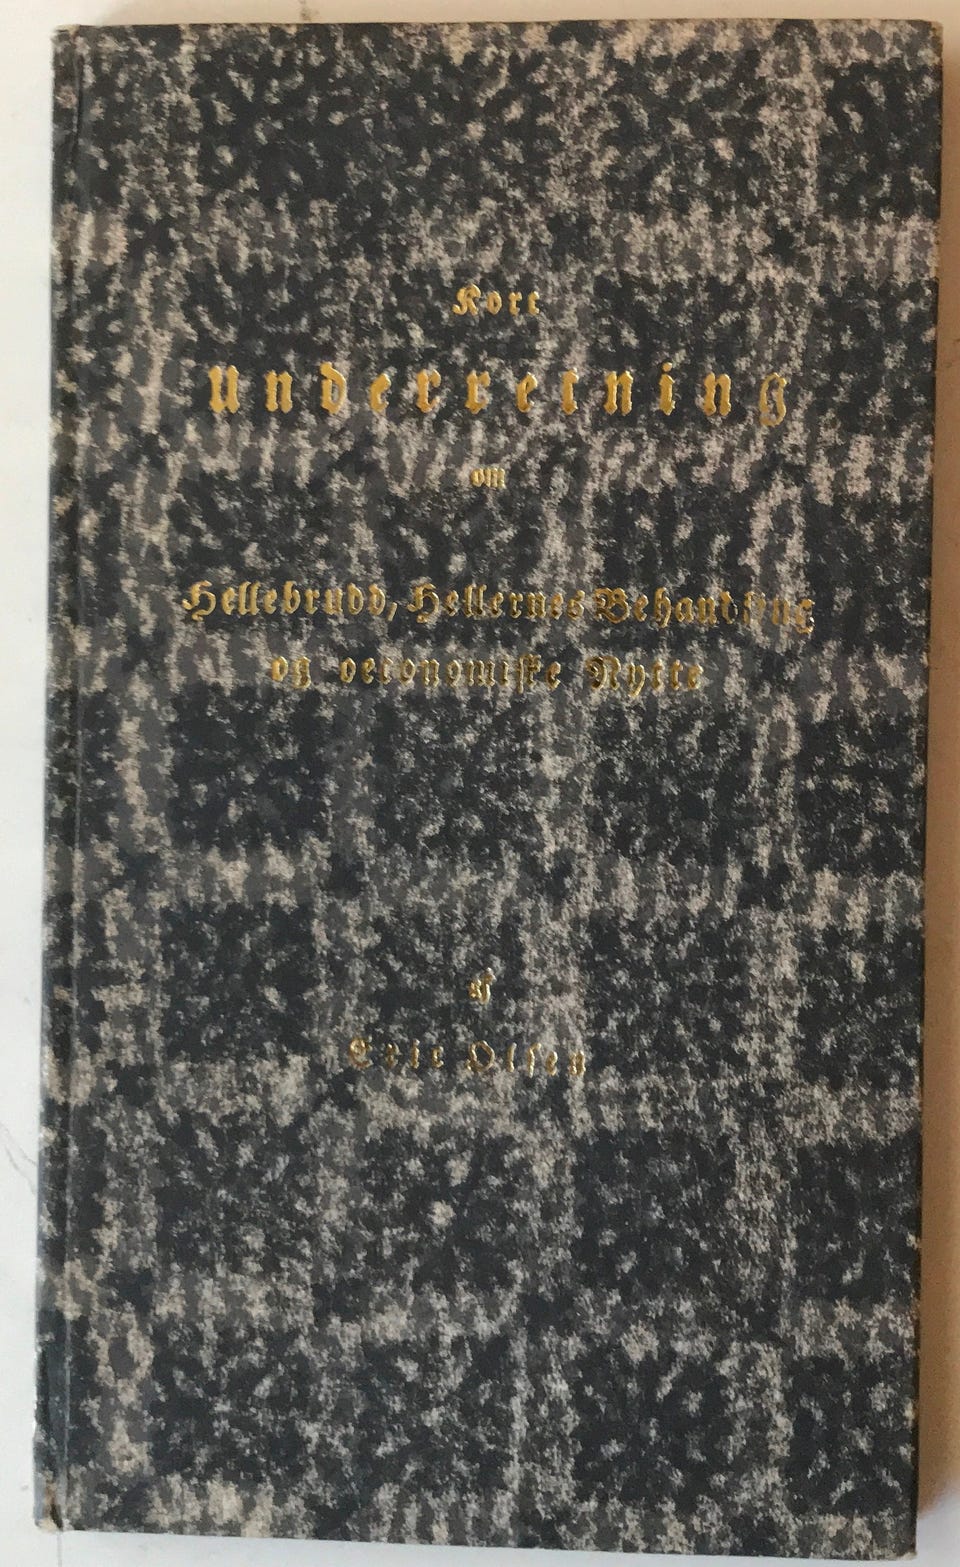 Kort
Underretning
om
Hellebrudd, Hellernes Behandling
og oeconomiske Nytte
af
Eric Olsen